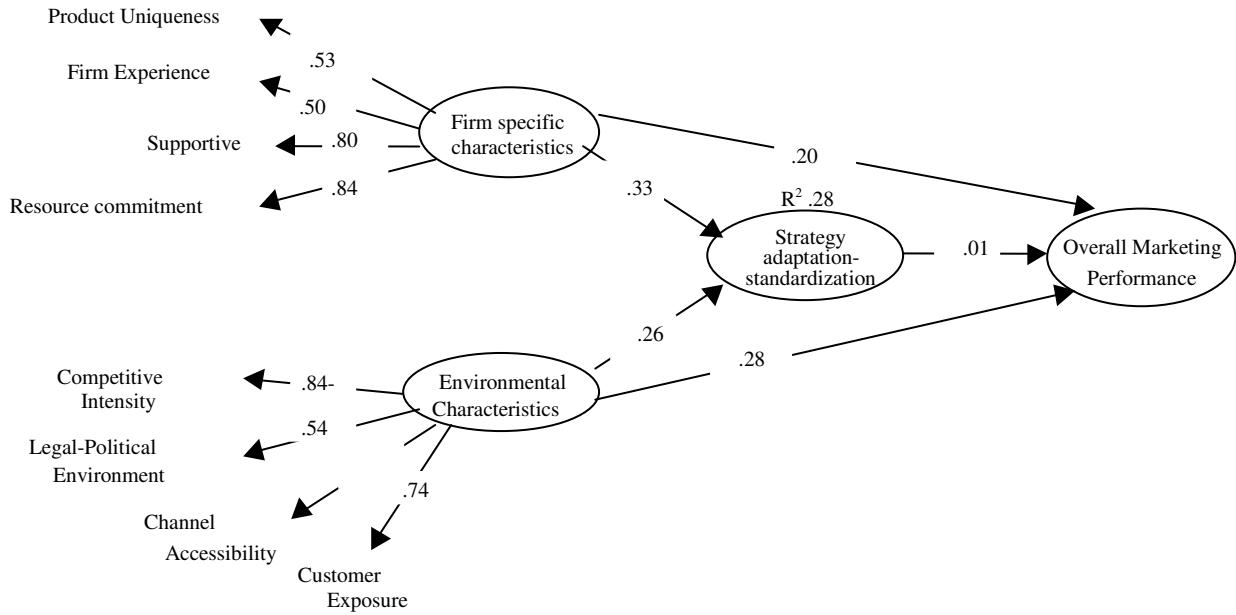 Product Uniqueness
.53
Firm Experience
.50
Supportive
.80
Resource commitment
.84
Firm specific
characteristics
.20
.33
R² .28
Strategy
adaptation-
standardization
.01
Overall Marketing
Performance
.26
.28
Competitive
Intensity
.84-
Environmental
Characteristics
.54
Legal-Political
Environment
.74
Channel
Accessibility
Customer
Exposure